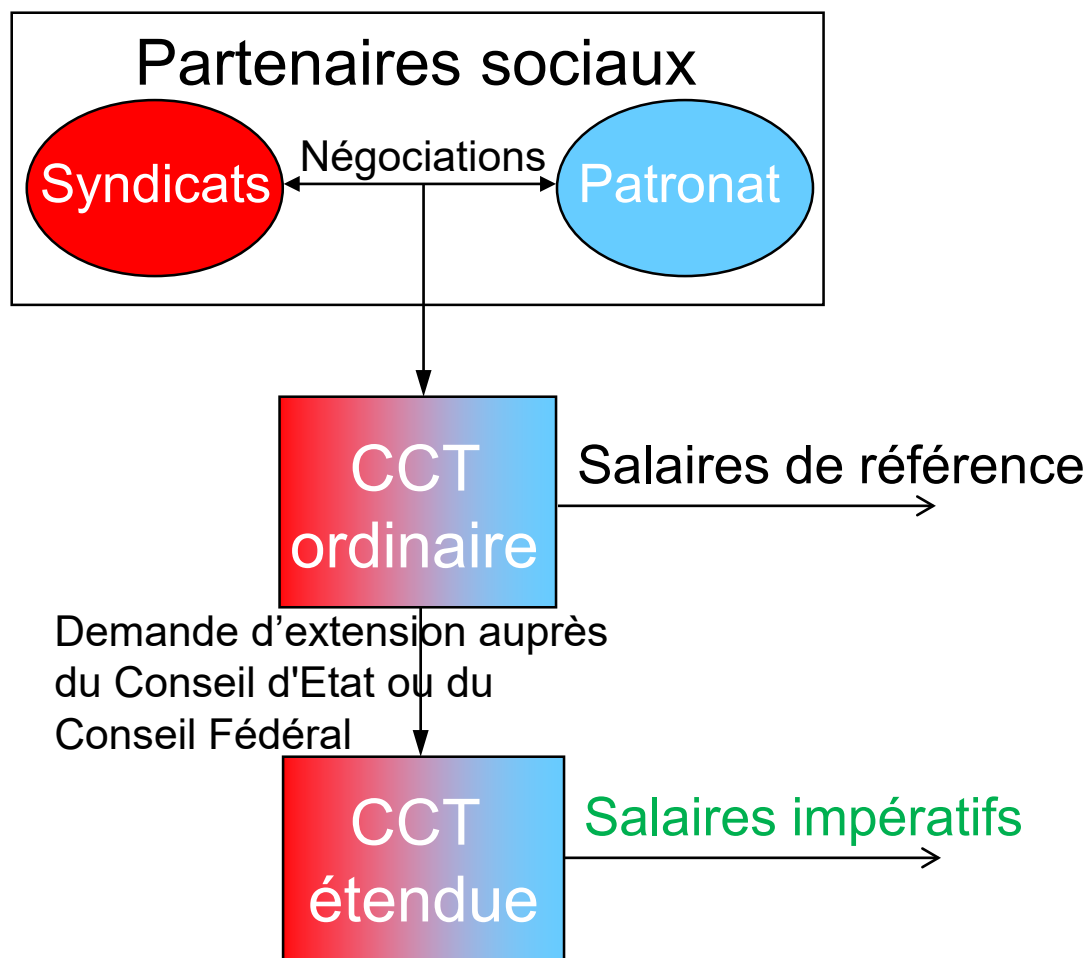 Partenaires sociaux
Négociations
Syndicats
Patronat
CCT
ordinaire
Salaires de référence
Demande d’extension auprès
du Conseil d'Etat ou du
Conseil Fédéral
CCT
étendue
Salaires impératifs